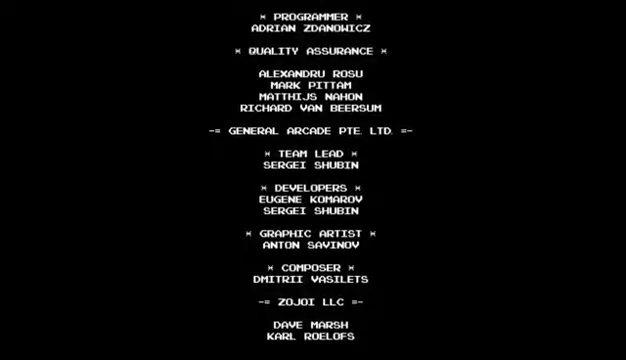 * PROGRAMMER *
ADRIAN ZDANOWICZ
* QUALITY ASSURANCE *
ALEXANDRU ROSU
MARK PITTAM
MATTHIJS NAHON
RICHARD VAN BEERSUM
-= GENERAL ARCADE PTE. LTD. =-
* TEAM LEAD *
SERGEI SHUBIN
* DEVELOPERS *
EUGENE KOMAROV
SERGEI SHUBIN
* GRAPHIC ARTIST *
ANTON SAVINOV
* COMPOSER *
DMITRII VASILETS
-= ZOJOI LLC =-
DAVE MARSH
KARL ROELOFS